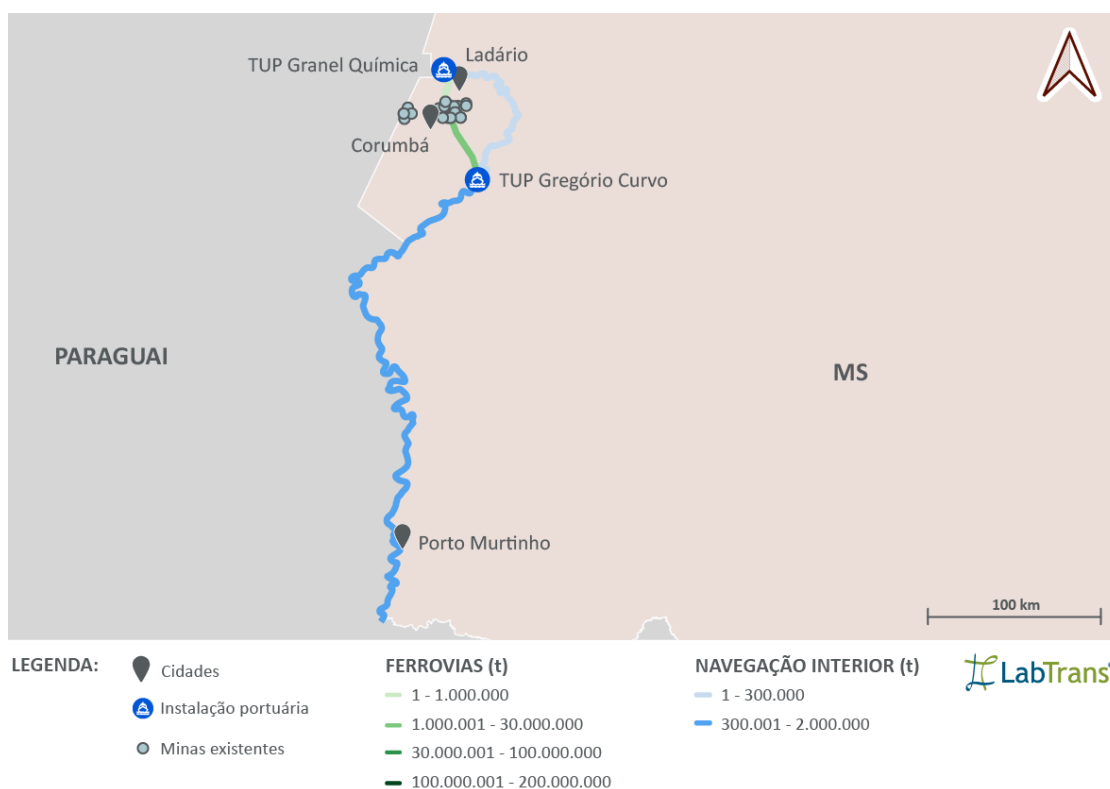 TUP Granel Química
Ladário
Corumbá
TUP Gregório Curvo
PARAGUAI
MS
Porto Murtinho
100 km
LEGENDA:
Cidades
Instalação portuária
Minas existentes
FERROVIAS (t)
1 - 1.000.000
1.000.001 - 30.000.000
30.000.001 - 100.000.000
100.000.001 - 200.000.000
NAVEGAÇÃO INTERIOR (t)
1 - 300.000
300.001 - 2.000.000
LabTrans